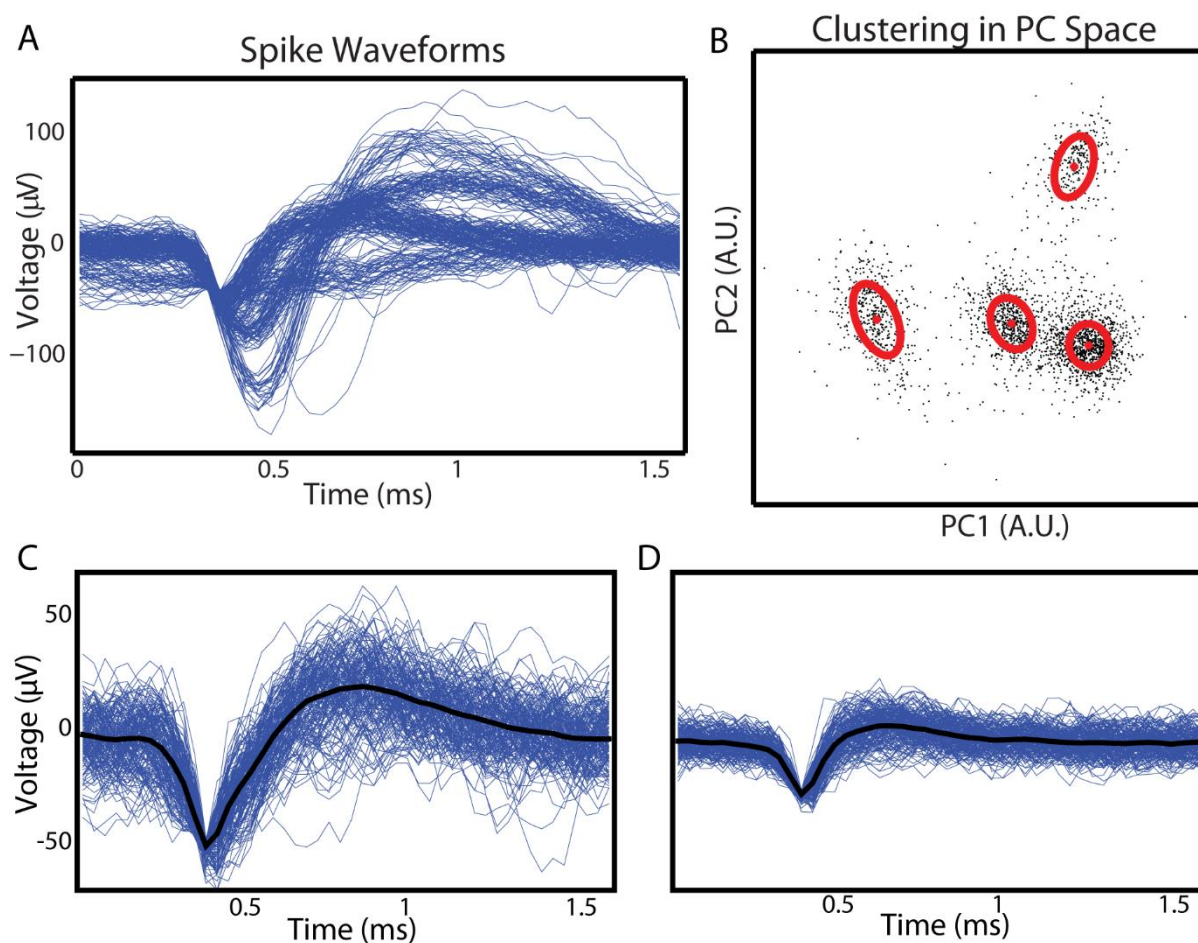 A
Spike Waveforms
100
0
−100
Voltage (µV)
0
0.5
1
1.5
Time (ms)
B
Clustering in PC Space
PC2 (A.U.)
PC1 (A.U.)
C
50
0
-50
Voltage (µV)
0.5
1
1.5
Time (ms)
D
0.5
1
1.5
Time (ms)